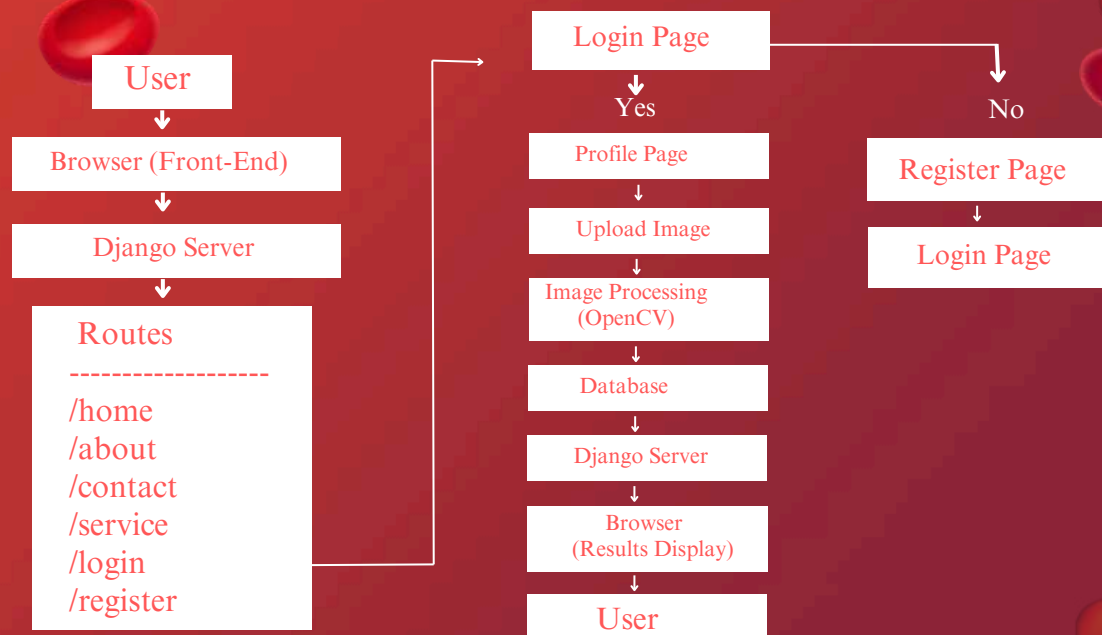 User
Browser (Front-End)
Django Server
Routes
-------------------
/home
/about
/contact
/service
/login
/register
Login Page
Yes
Profile Page
Upload Image
Image Processing
(OpenCV)
Database
Django Server
Browser
(Results Display)
User
No
Register Page
Login Page